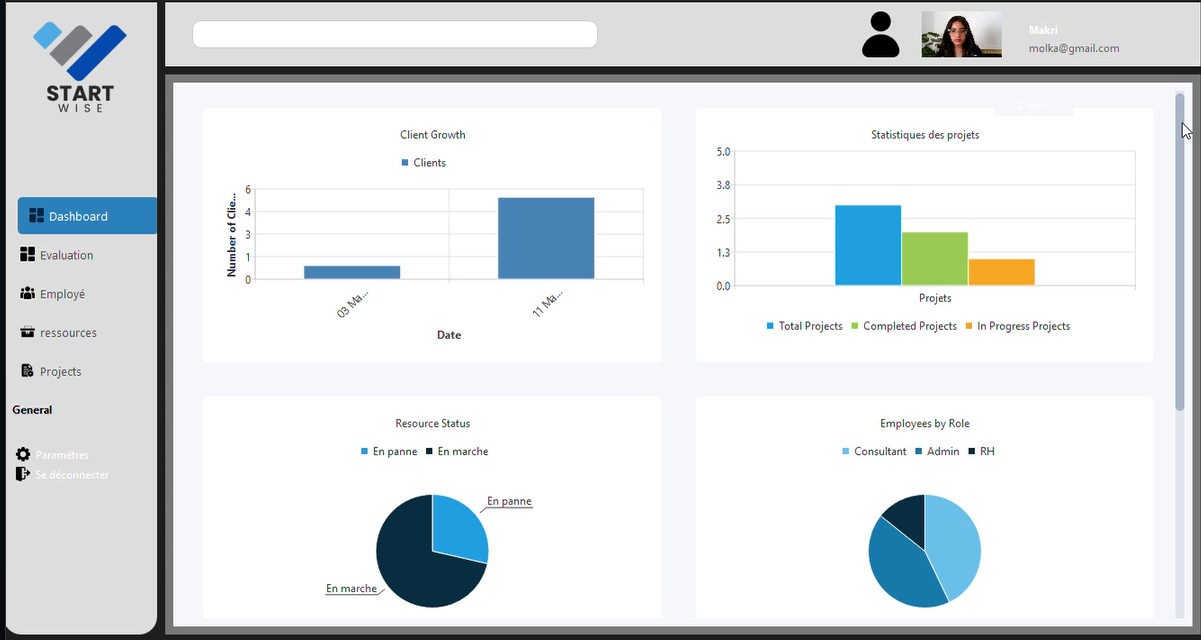 START
WISE
Dashboard
Evaluation
Employé
ressources
Projects
General
Paramètres
Se déconnecter
Makri
molka@gmail.com
Export
Client Growth
Clients
Number of Clie...
6
4
3
1
0
03 Ma...
11 Ma...
Date
Statistiques des projets
5.0
3.8
2.5
1.3
0.0
Projets
Total Projects
Completed Projects
In Progress Projects
Resource Status
En panne
En marche
En panne
En marche
Employees by Role
Consultant
Admin
RH